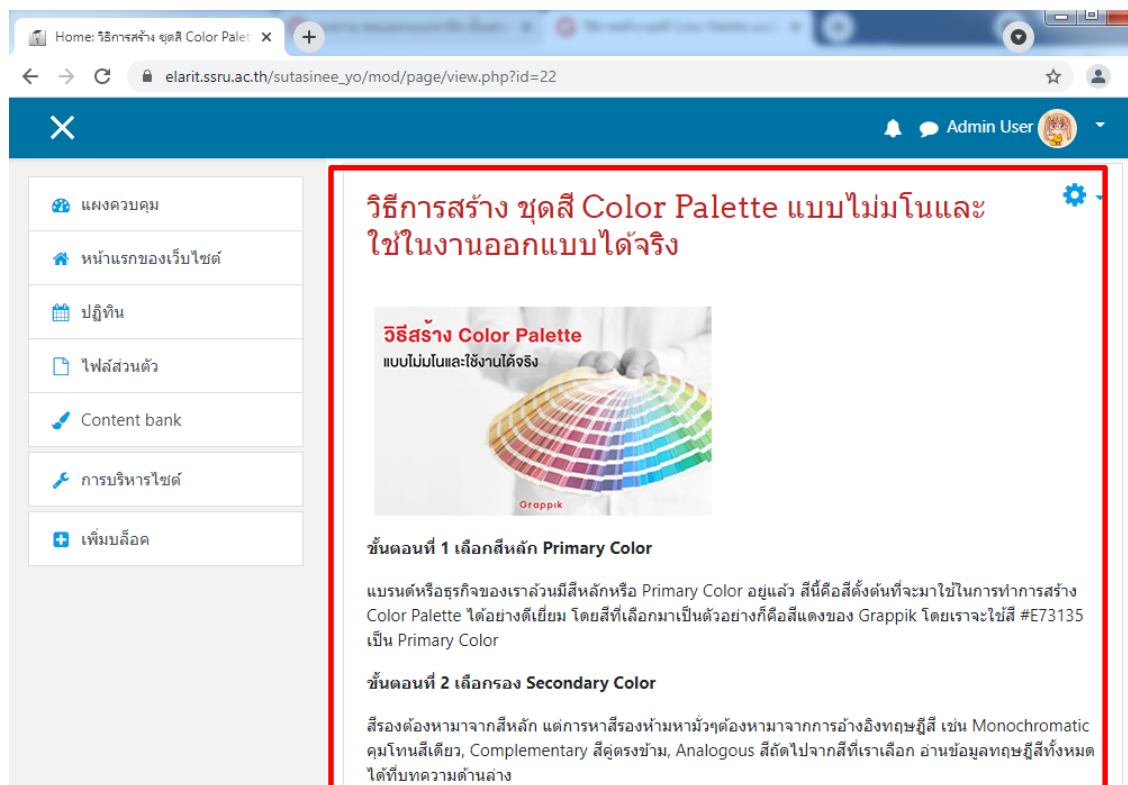 Home: วิธีการสร้าง ชุดสี Color Palet
elarit.ssru.ac.th/sutasinee_yo/mod/page/view.php?id=22
Admin User
แผงควบคุม
หน้าแรกของเว็บไซต์
ปฏิทิน
ไฟล์ส่วนตัว
Content bank
การบริหารไซต์
เพิ่มบล็อค
วิธีการสร้าง ชุดสี Color Palette แบบไม่มโนและ
ใช้ในงานออกแบบได้จริง
วิธีสร้าง Color Palette
แบบไม่มโนและใช้งานได้จริง
Grappik
ขั้นตอนที่ 1 เลือกสีหลัก Primary Color
แบรนด์หรือธุรกิจของเราล้วนมีสีหลักหรือ Primary Color อยู่แล้ว สีนี้คือสีตั้งต้นที่จะมาใช้ในการทำการสร้าง
Color Palette ได้อย่างดีเยี่ยม โดยสีที่เลือกมาเป็นตัวอย่างก็คือสีแดงของ Grappik โดยเราจะใช้สี #E73135
เป็น Primary Color
ขั้นตอนที่ 2 เลือกรอง Secondary Color
สีรองต้องหามาจากสีหลัก แต่การหาสีรองห้ามหามั่วๆต้องหามาจากการอ้างอิงทฤษฎีสี เช่น Monochromatic
คุมโทนสีเดียว, Complementary สีคู่ตรงข้าม, Analogous สีถัดไปจากสีที่เราเลือก อ่านข้อมูลทฤษฎีสีทั้งหมด
ได้ที่บทความด้านล่าง